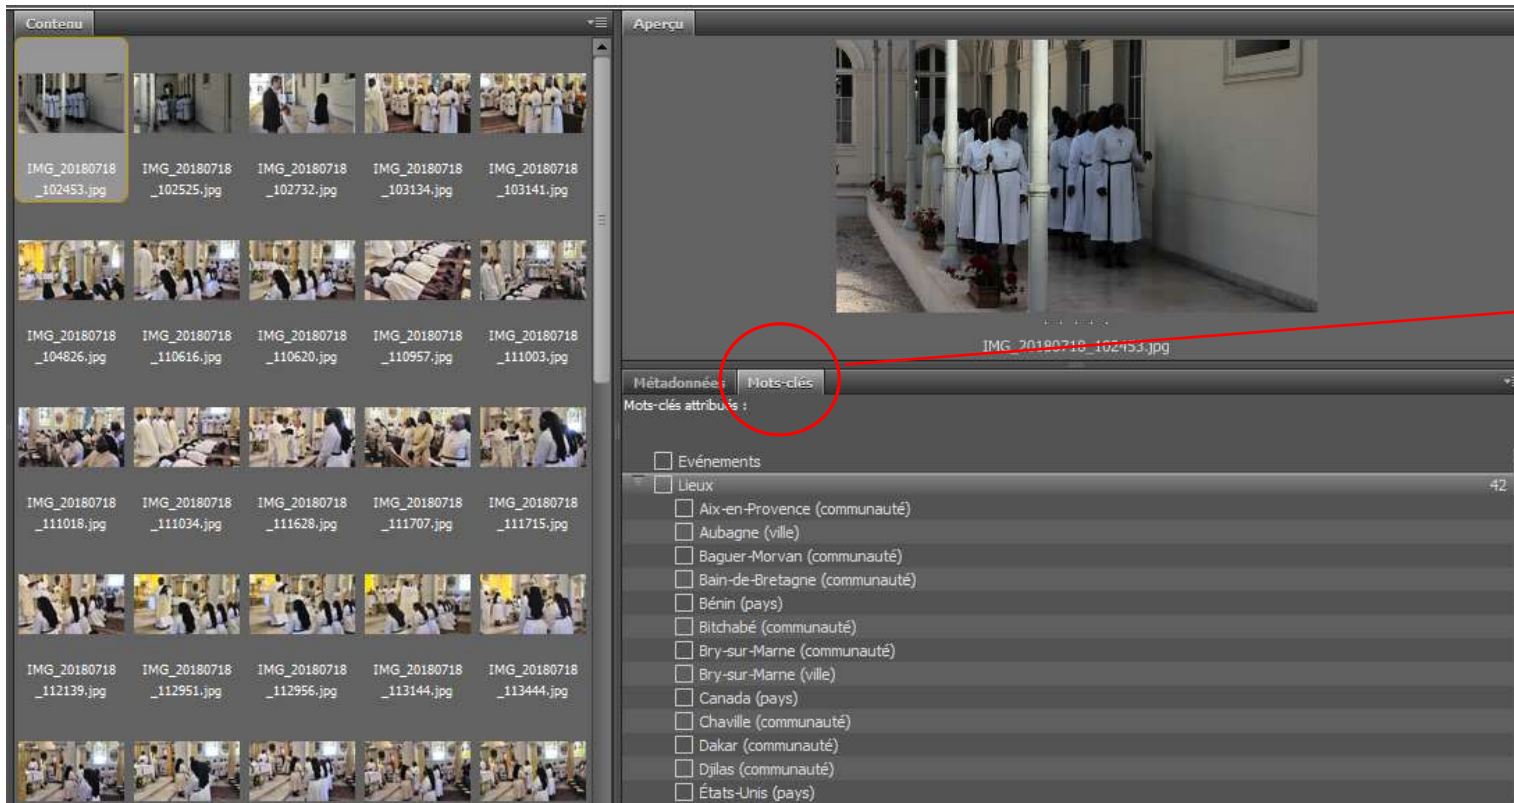 Contenu
IMG_20180718 IMG_20180718 IMG_20180718 IMG_20180718 IMG_20180718
_102453.jpg _102525.jpg _102732.jpg _103134.jpg _103141.jpg
IMG_20180718 IMG_20180718 IMG_20180718 IMG_20180718 IMG_20180718
_104826.jpg _110616.jpg _110620.jpg _110957.jpg _111003.jpg
IMG_20180718 IMG_20180718 IMG_20180718 IMG_20180718 IMG_20180718
_111018.jpg _111034.jpg _111628.jpg _111707.jpg _111715.jpg
IMG_20180718 IMG_20180718 IMG_20180718 IMG_20180718 IMG_20180718
_112139.jpg _112951.jpg _112956.jpg _113144.jpg _113444.jpg
Aperçu
IMG_20180718_102453.jpg
Métadonnées Mots-clés
Mots-clés attribués :
Evénements
Lieux 42
Aix-en-Provence (communauté)
Aubagne (ville)
Baguer-Morvan (communauté)
Bain-de-Bretagne (communauté)
Bénin (pays)
Bitchabé (communauté)
Bry-sur-Marne (communauté)
Bry-sur-Marne (ville)
Canada (pays)
Chaville (communauté)
Dakar (communauté)
Djilas (communauté)
États-Unis (pays)